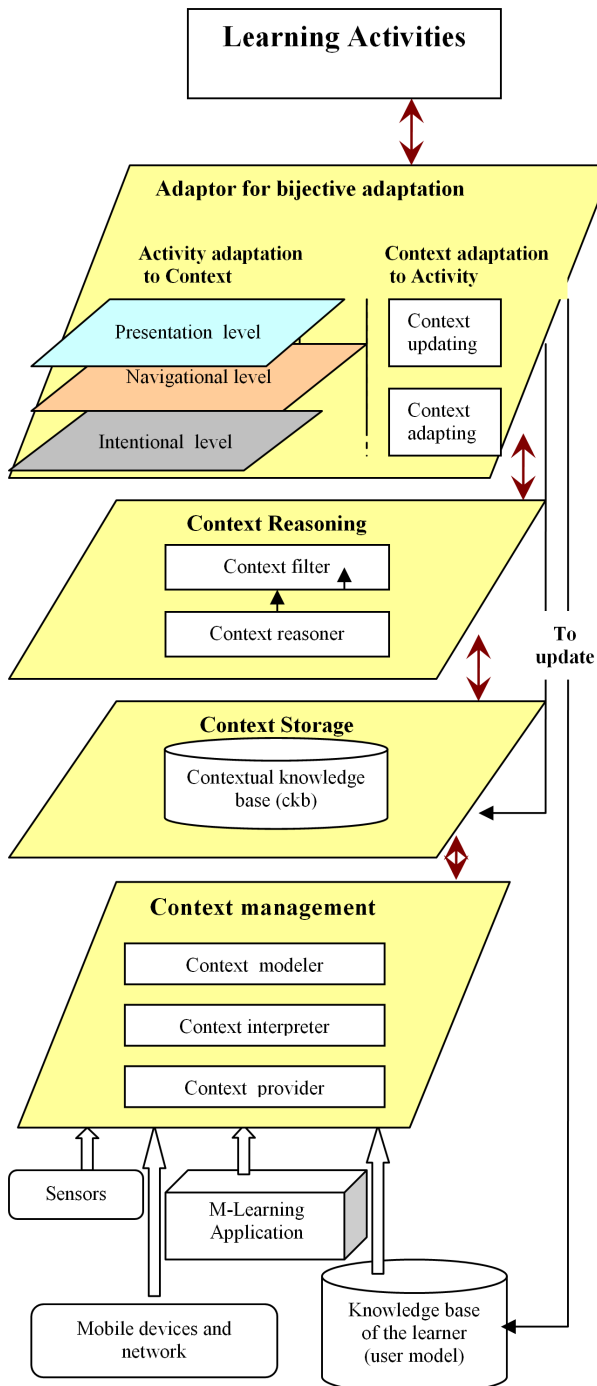 Learning Activities
Adaptor for bijective adaptation
Activity adaptation
to Context
Context adaptation
to Activity
Presentation level
Navigational level
Intentional level
Context
updating
Context
adapting
Context Reasoning
Context filter
Context reasoner
To
update
Context Storage
Contextual knowledge
base (ckb)
Context management
Context modeler
Context interpreter
Context provider
Sensors
M-Learning
Application
Mobile devices and
network
Knowledge base
of the learner
(user model)